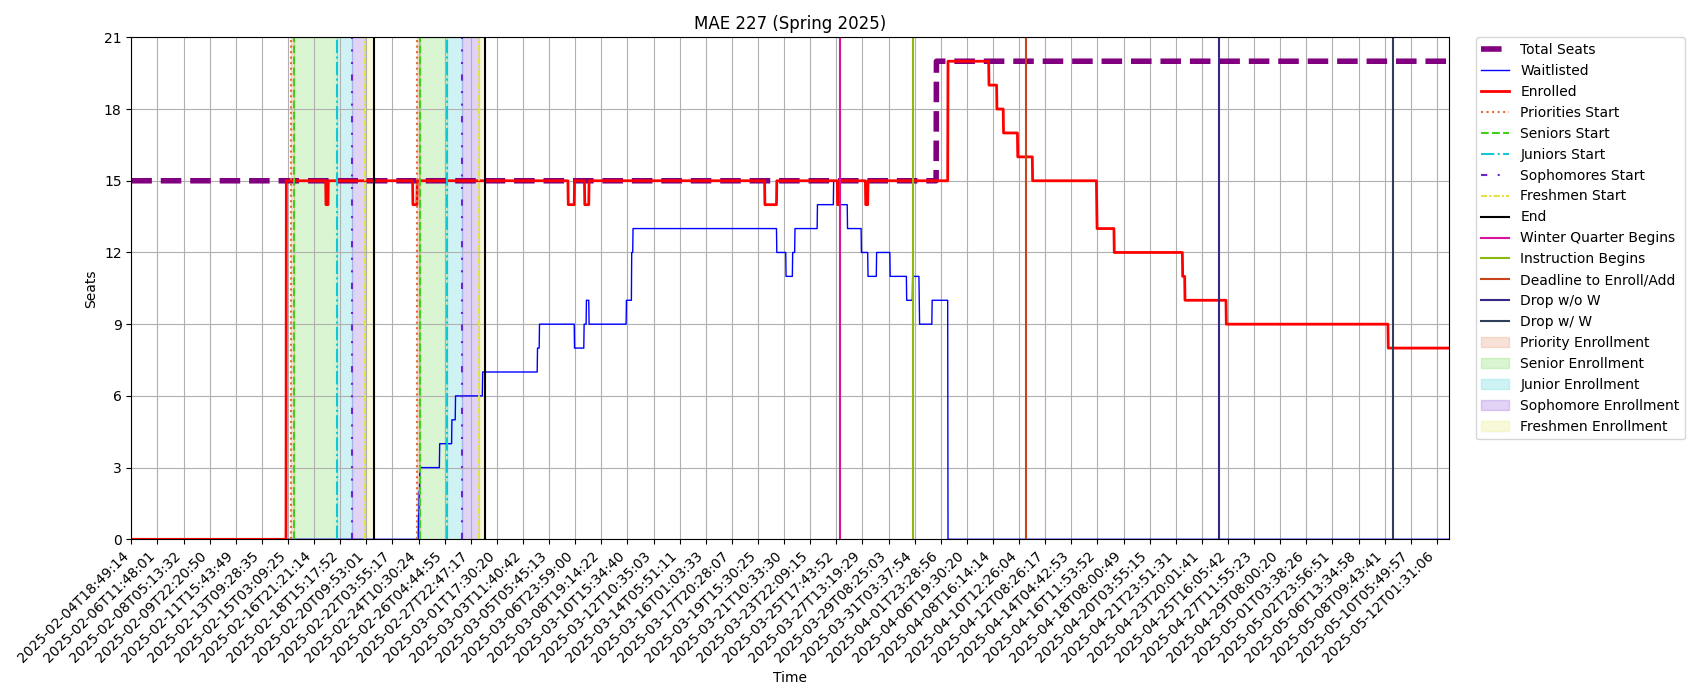 MAE 227 (Spring 2025)
21
18
15
12
9
6
3
0
Seats
2025-02-04T18:49:14
2025-02-06T11:48:01
2025-02-08T05:13:32
2025-02-09T22:20:50
2025-02-11T15:43:49
2025-02-13T09:28:35
2025-02-15T03:09:25
2025-02-16T21:21:14
2025-02-18T15:17:52
2025-02-20T09:53:01
2025-02-22T03:55:17
2025-02-24T10:30:24
2025-02-26T04:44:55
2025-02-27T22:47:17
2025-03-01T17:30:20
2025-03-03T11:40:42
2025-03-05T05:45:13
2025-03-06T23:59:00
2025-03-08T19:14:22
2025-03-10T15:34:40
2025-03-12T10:35:03
2025-03-14T05:51:11
2025-03-16T01:03:33
2025-03-17T20:28:07
2025-03-19T15:30:25
2025-03-21T10:33:30
2025-03-23T22:09:15
2025-03-25T17:43:52
2025-03-27T13:19:29
2025-03-29T08:25:03
2025-03-31T03:37:54
2025-04-01T23:28:56
2025-04-06T19:30:20
2025-04-08T16:14:14
2025-04-10T12:26:04
2025-04-12T08:26:17
2025-04-14T04:42:53
2025-04-16T11:53:52
2025-04-18T08:00:49
2025-04-20T03:55:15
2025-04-21T23:51:31
2025-04-23T20:01:41
2025-04-25T16:05:42
2025-04-27T11:55:23
2025-04-29T08:00:20
2025-05-01T03:38:26
2025-05-02T23:56:51
2025-05-06T13:34:58
2025-05-08T09:43:41
2025-05-10T05:49:57
2025-05-12T01:31:06
Time
Total Seats
Waitlisted
Enrolled
Priorities Start
Seniors Start
Juniors Start
Sophomores Start
Freshmen Start
End
Winter Quarter Begins
Instruction Begins
Deadline to Enroll/Add
Drop w/o W
Drop w/ W
Priority Enrollment
Senior Enrollment
Junior Enrollment
Sophomore Enrollment
Freshmen Enrollment